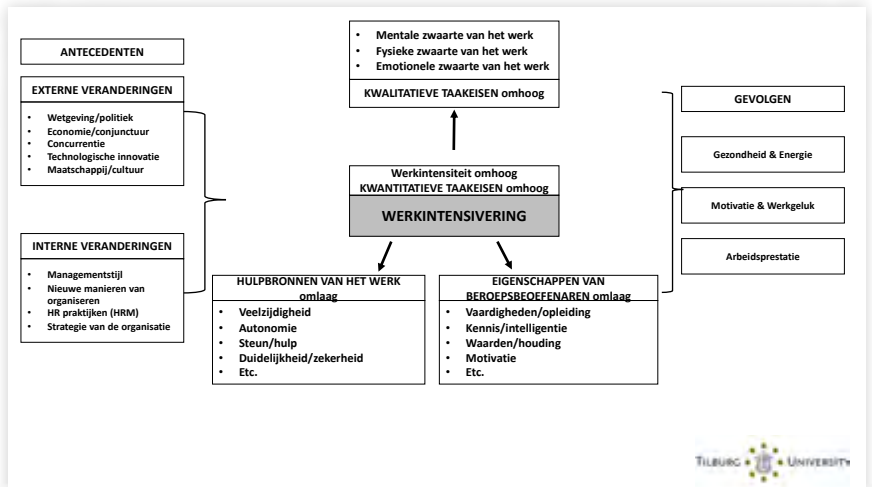 ANTECEDENTEN
EXTERNE VERANDERINGEN
• Wetgeving/politiek
• Economie/conjunctuur
• Concurrentie
• Technologische innovatie
• Maatschappij/cultuur
INTERNE VERANDERINGEN
• Managementstijl
• Nieuwe manieren van
organiseren
• HR praktijken (HRM)
• Strategie van de organisatie
• Mentale zwaarte van het werk
• Fysieke zwaarte van het werk
• Emotionele zwaarte van het werk
KWALITATIEVE TAAKEISEN omhoog
Werkintensiteit omhoog
KWANTITATIEVE TAAKEISEN omhoog
WERKINTENSIVERING
HULPBRONNEN VAN HET WERK
omlaag
• Veelzijdigheid
• Autonomie
• Steun/hulp
• Duidelijkheid/zekerheid
• Etc.
EIGENSCHAPPEN VAN
BEROEPSBEOEFENAREN omlaag
• Vaardigheden/opleiding
• Kennis/intelligentie
• Waarden/houding
• Motivatie
• Etc.
GEVOLGEN
Gezondheid & Energie
Motivatie & Werkgeluk
Arbeidsprestatie
TILBURG UNIVERSITY